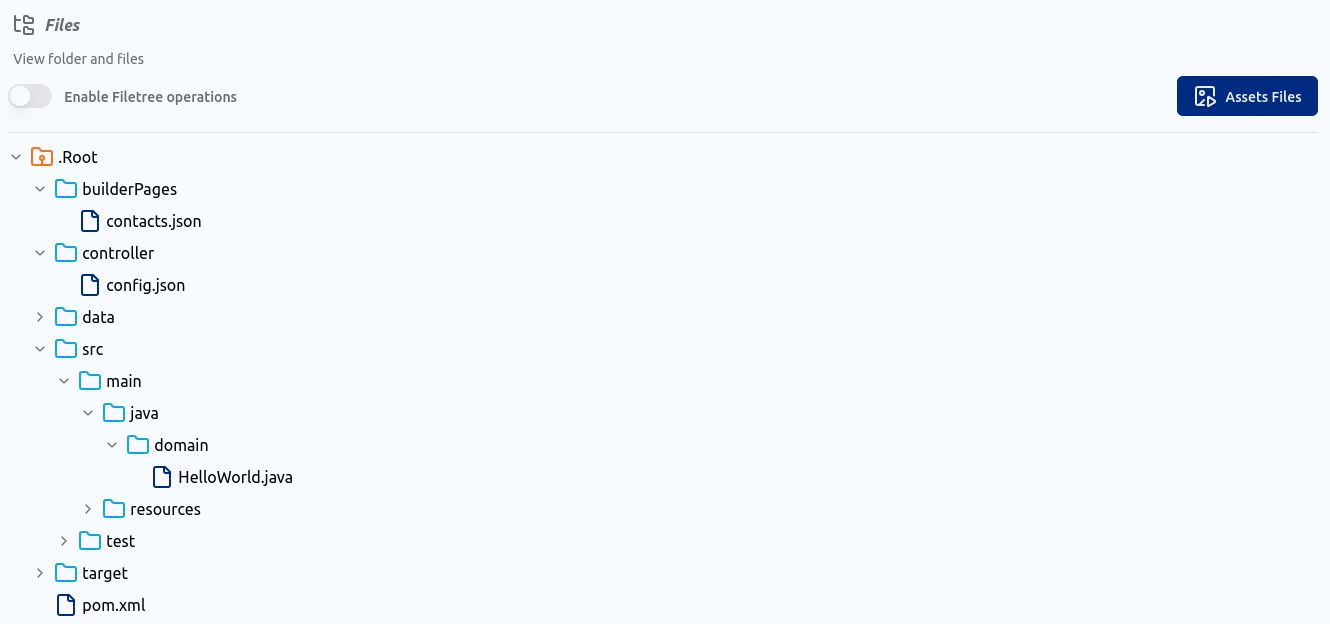 Files
View folder and files
Enable Filetree operations
Assets Files
.Root
builderPages
contacts.json
controller
config.json
data
src
main
java
domain
HelloWorld.java
resources
test
target
pom.xml